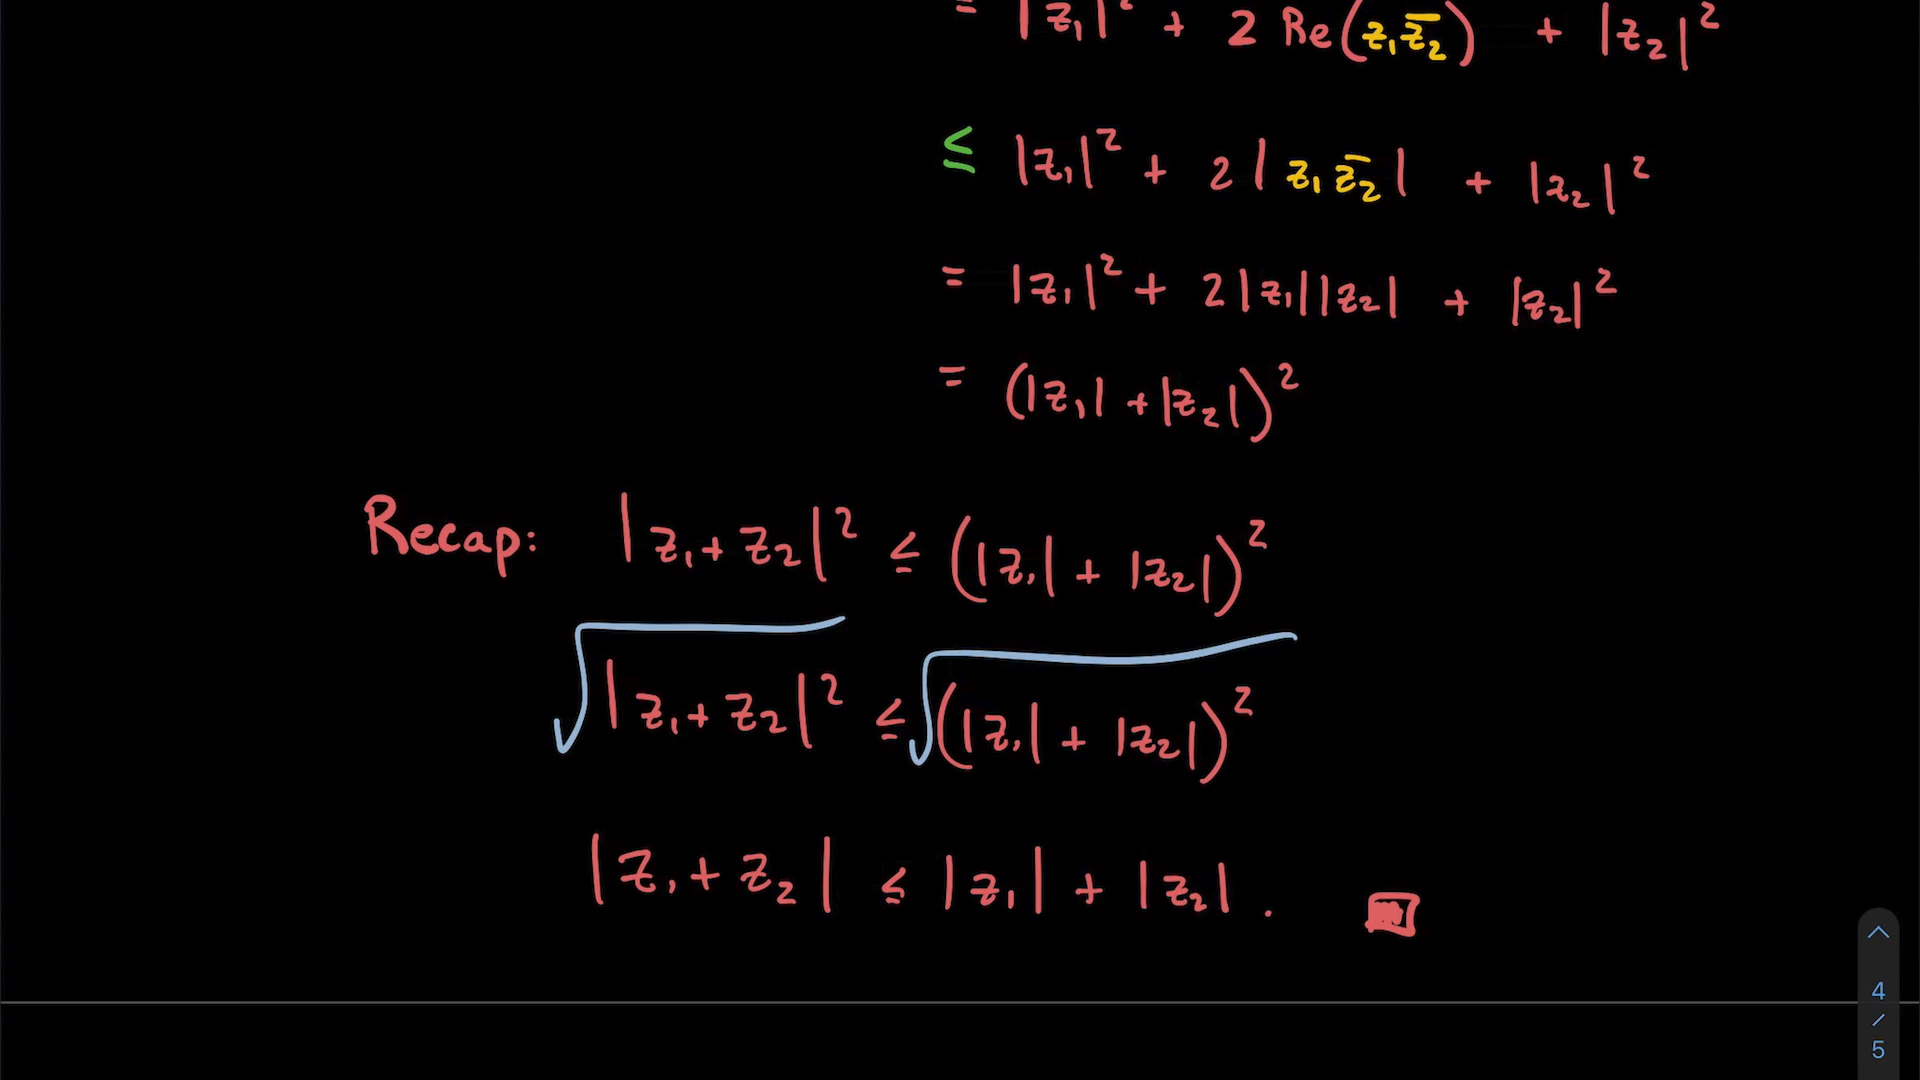 = |z₁|² + 2 Re(z₁z̅₂) + |z₂|²
≤ |z₁|² + 2|z₁z̅₂| + |z₂|²
= |z₁|² + 2|z₁||z₂| + |z₂|²
= (|z₁| + |z₂|)²
Recap: |z₁ + z₂|² ≤ (|z₁| + |z₂|)²
√|z₁ + z₂|² ≤ √(|z₁| + |z₂|)²
|z₁ + z₂| ≤ |z₁| + |z₂|.
4
/
5